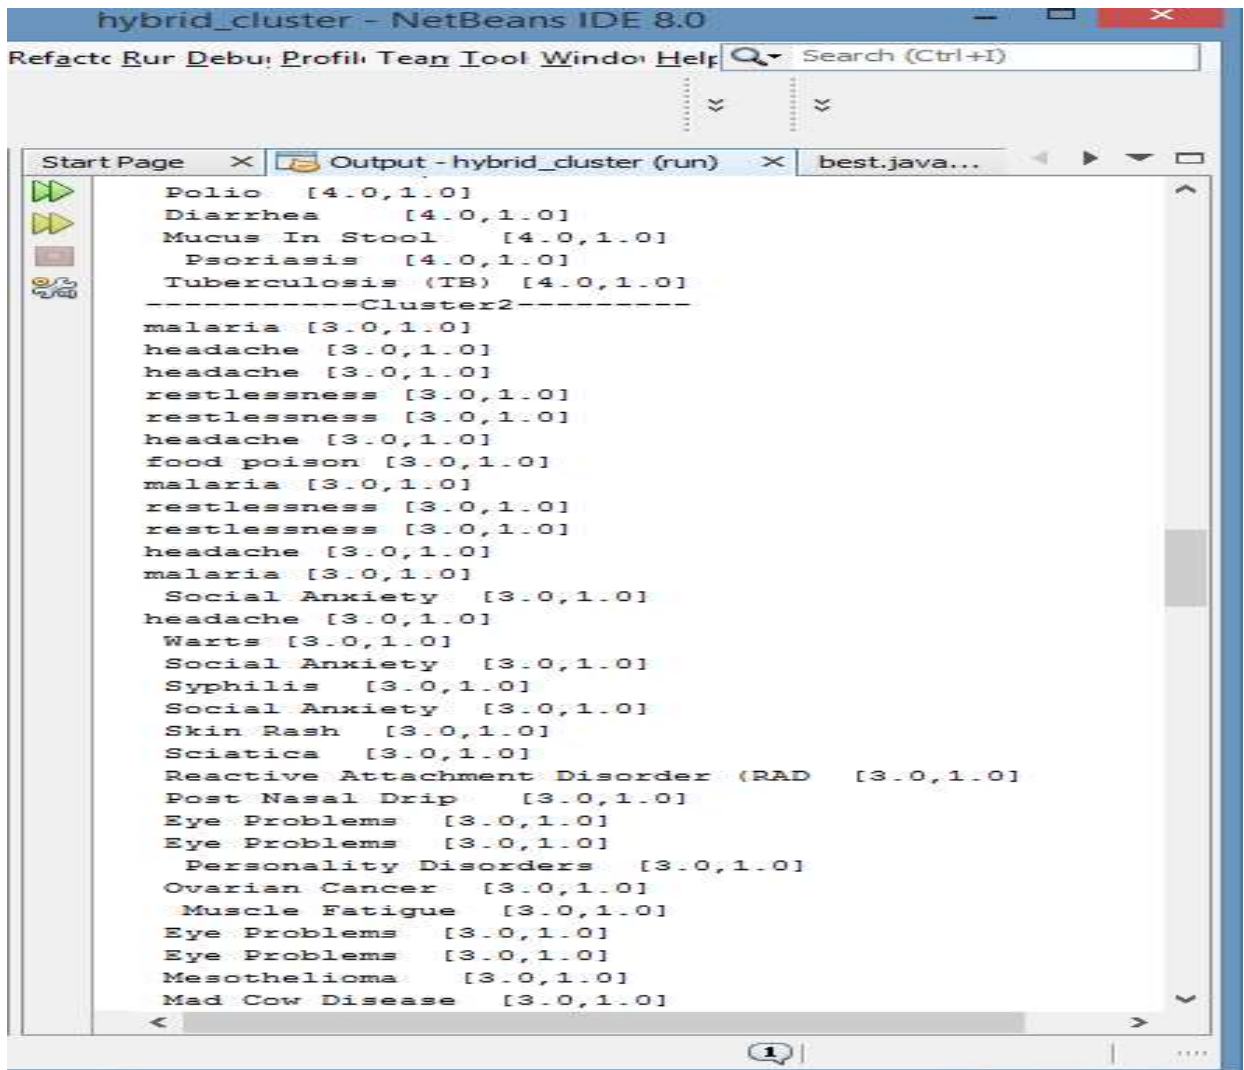 hybrid_cluster - NetBeans IDE 8.0
Refactc Rur Debu Profil Tean Tool Windo Help Search (Ctrl+I)
Start Page Output - hybrid_cluster (run) best.java...
Polio [4.0,1.0]
Diarrhea [4.0,1.0]
Mucus In Stool [4.0,1.0]
Psoriasis [4.0,1.0]
Tuberculosis (TB) [4.0,1.0]
-----------Cluster2---------
malaria [3.0,1.0]
headache [3.0,1.0]
headache [3.0,1.0]
restlessness [3.0,1.0]
restlessness [3.0,1.0]
headache [3.0,1.0]
food poison [3.0,1.0]
malaria [3.0,1.0]
restlessness [3.0,1.0]
restlessness [3.0,1.0]
headache [3.0,1.0]
malaria [3.0,1.0]
Social Anxiety [3.0,1.0]
headache [3.0,1.0]
Warts [3.0,1.0]
Social Anxiety [3.0,1.0]
Syphilis [3.0,1.0]
Social Anxiety [3.0,1.0]
Skin Rash [3.0,1.0]
Sciatica [3.0,1.0]
Reactive Attachment Disorder (RAD [3.0,1.0]
Post Nasal Drip [3.0,1.0]
Eye Problems [3.0,1.0]
Eye Problems [3.0,1.0]
Personality Disorders [3.0,1.0]
Ovarian Cancer [3.0,1.0]
Muscle Fatigue [3.0,1.0]
Eye Problems [3.0,1.0]
Eye Problems [3.0,1.0]
Mesothelioma [3.0,1.0]
Mad Cow Disease [3.0,1.0]
1